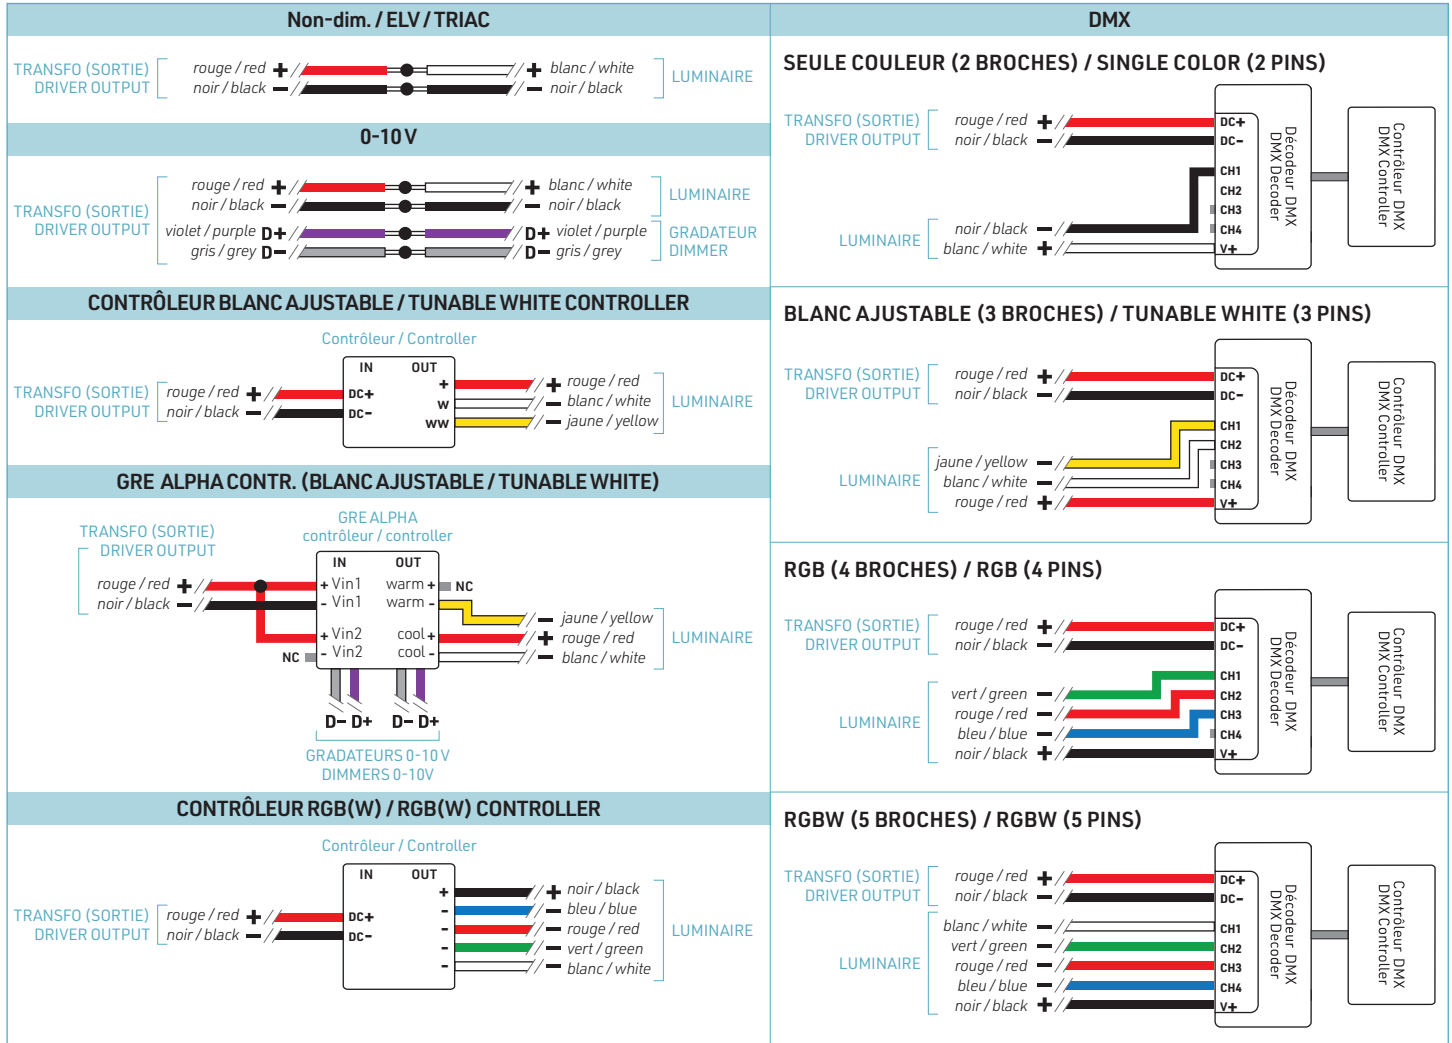 Non-dim. / ELV / TRIAC
TRANSFO (SORTIE)
DRIVER OUTPUT
rouge / red +
noir / black −
+ blanc / white
− noir / black
LUMINAIRE
0-10 V
TRANSFO (SORTIE)
DRIVER OUTPUT
rouge / red +
noir / black −
violet / purple D+
gris / grey D−
+ blanc / white
− noir / black
D+ violet / purple
D− gris / grey
LUMINAIRE
GRADATEUR
DIMMER
CONTRÔLEUR BLANC AJUSTABLE / TUNABLE WHITE CONTROLLER
Contrôleur / Controller
TRANSFO (SORTIE)
DRIVER OUTPUT
rouge / red +
noir / black −
IN
OUT
DC+
DC−
+
W
WW
+ rouge / red
− blanc / white
− jaune / yellow
LUMINAIRE
GRE ALPHA CONTR. (BLANC AJUSTABLE / TUNABLE WHITE)
GRE ALPHA
contrôleur / controller
TRANSFO (SORTIE)
DRIVER OUTPUT
rouge / red +
noir / black −
IN
OUT
+ Vin1
- Vin1
+ Vin2
- Vin2
NC
warm +
warm -
cool +
cool -
NC
− jaune / yellow
+ rouge / red
− blanc / white
LUMINAIRE
D− D+ D− D+
GRADATEURS 0-10 V
DIMMERS 0-10V
CONTRÔLEUR RGB(W) / RGB(W) CONTROLLER
Contrôleur / Controller
TRANSFO (SORTIE)
DRIVER OUTPUT
rouge / red +
noir / black −
IN
OUT
DC+
DC−
+
-
-
-
-
+ noir / black
− bleu / blue
− rouge / red
− vert / green
− blanc / white
LUMINAIRE
DMX
SEULE COULEUR (2 BROCHES) / SINGLE COLOR (2 PINS)
TRANSFO (SORTIE)
DRIVER OUTPUT
rouge / red +
noir / black −
LUMINAIRE
noir / black −
blanc / white +
DC+
DC−
CH1
CH2
CH3
CH4
V+
Décodeur DMX
DMX Decoder
Contrôleur DMX
DMX Controller
BLANC AJUSTABLE (3 BROCHES) / TUNABLE WHITE (3 PINS)
TRANSFO (SORTIE)
DRIVER OUTPUT
rouge / red +
noir / black −
LUMINAIRE
jaune / yellow −
blanc / white −
rouge / red +
DC+
DC−
CH1
CH2
CH3
CH4
V+
Décodeur DMX
DMX Decoder
Contrôleur DMX
DMX Controller
RGB (4 BROCHES) / RGB (4 PINS)
TRANSFO (SORTIE)
DRIVER OUTPUT
rouge / red +
noir / black −
LUMINAIRE
vert / green −
rouge / red −
bleu / blue −
noir / black +
DC+
DC−
CH1
CH2
CH3
CH4
V+
Décodeur DMX
DMX Decoder
Contrôleur DMX
DMX Controller
RGBW (5 BROCHES) / RGBW (5 PINS)
TRANSFO (SORTIE)
DRIVER OUTPUT
rouge / red +
noir / black −
LUMINAIRE
blanc / white −
vert / green −
rouge / red −
bleu / blue −
noir / black +
DC+
DC−
CH1
CH2
CH3
CH4
V+
Décodeur DMX
DMX Decoder
Contrôleur DMX
DMX Controller